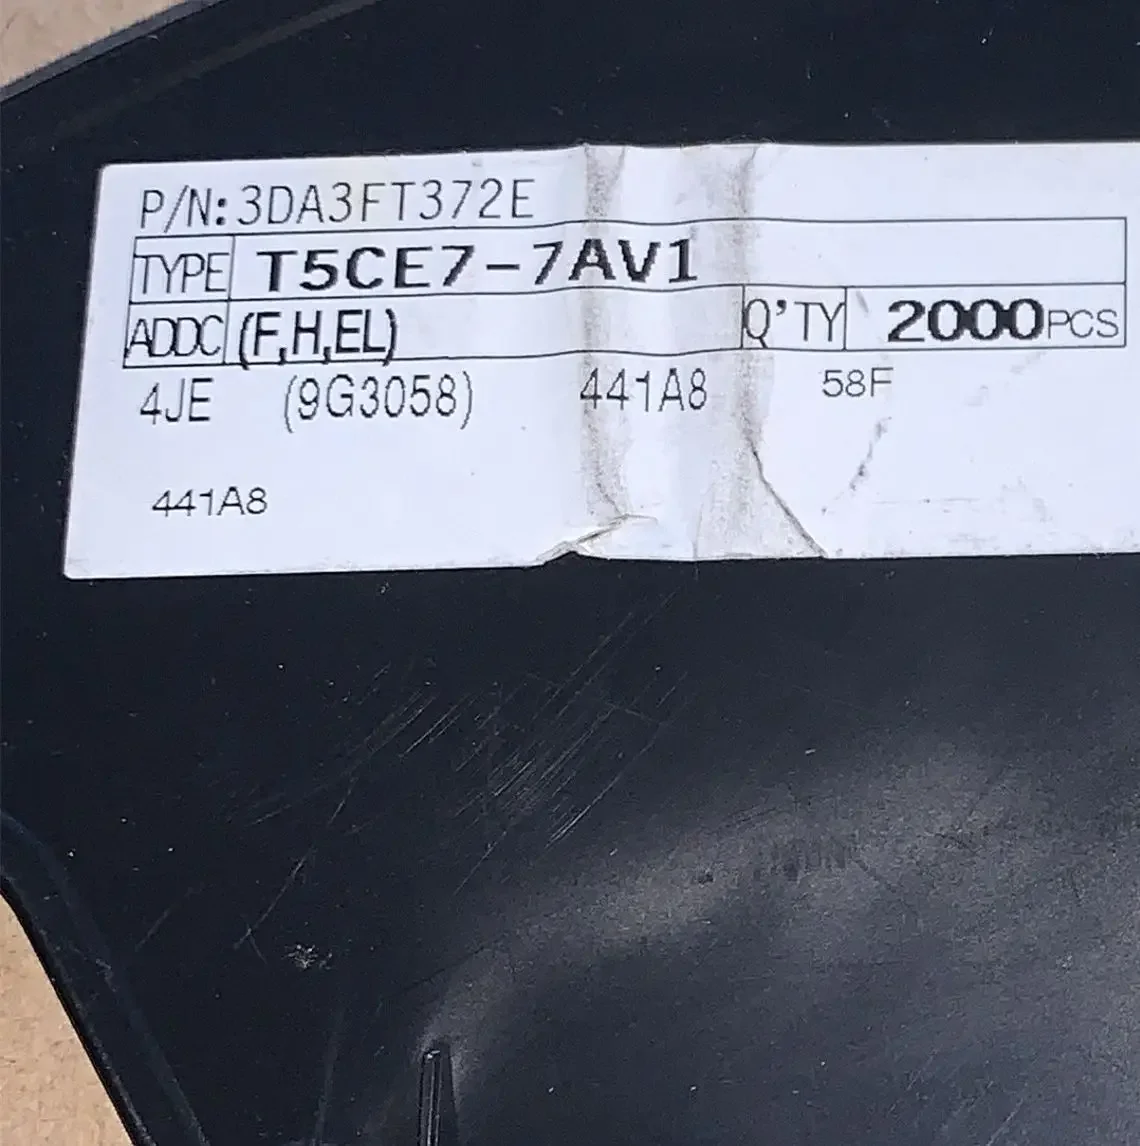 P/N: 3DA3FT372E
TYPE T5CE7-7AV1
ADDC (F,H,EL) Q'TY 2000PCS
4JE (9G3058) 441A8 58F
441A8